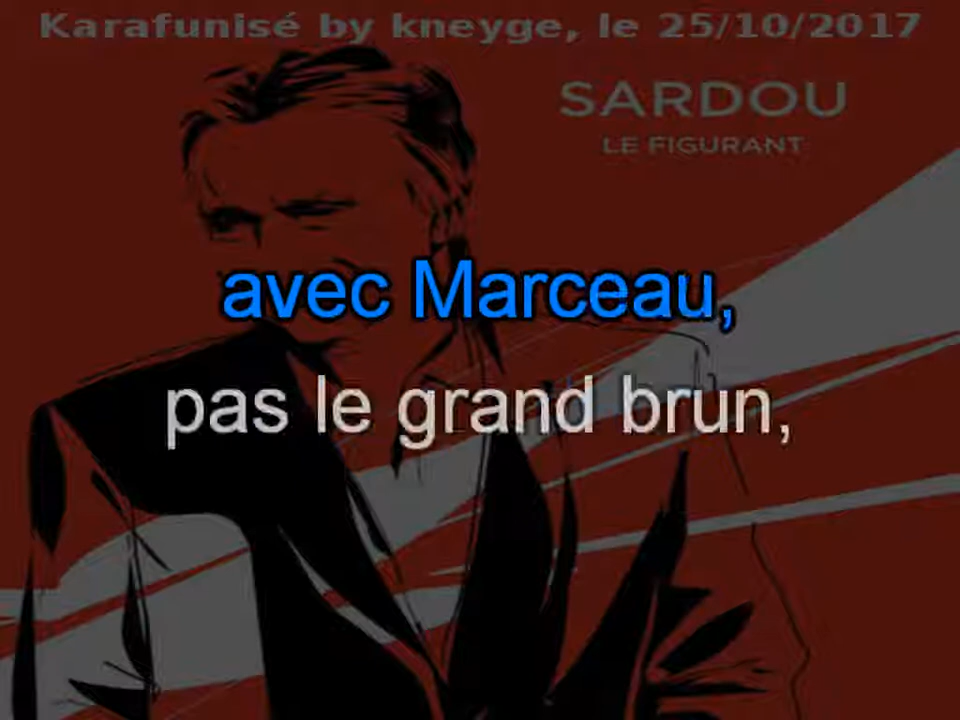 Karafunisé by kneyge, le 25/10/2017
SARDOU
LE FIGURANT
avec Marceau,
pas le grand brun,